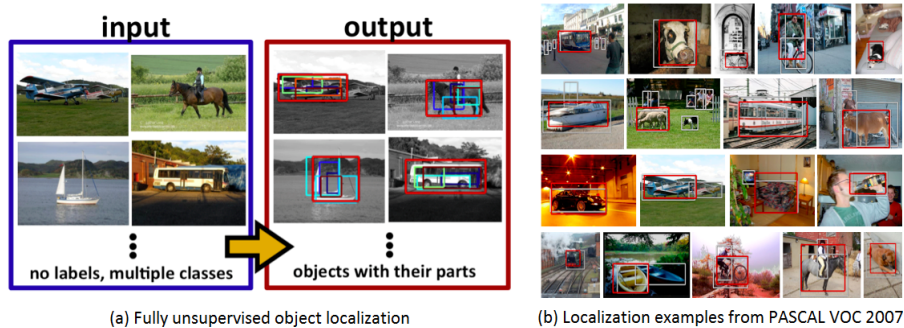 input
output
no labels, multiple classes
objects with their parts
(a) Fully unsupervised object localization
(b) Localization examples from PASCAL VOC 2007